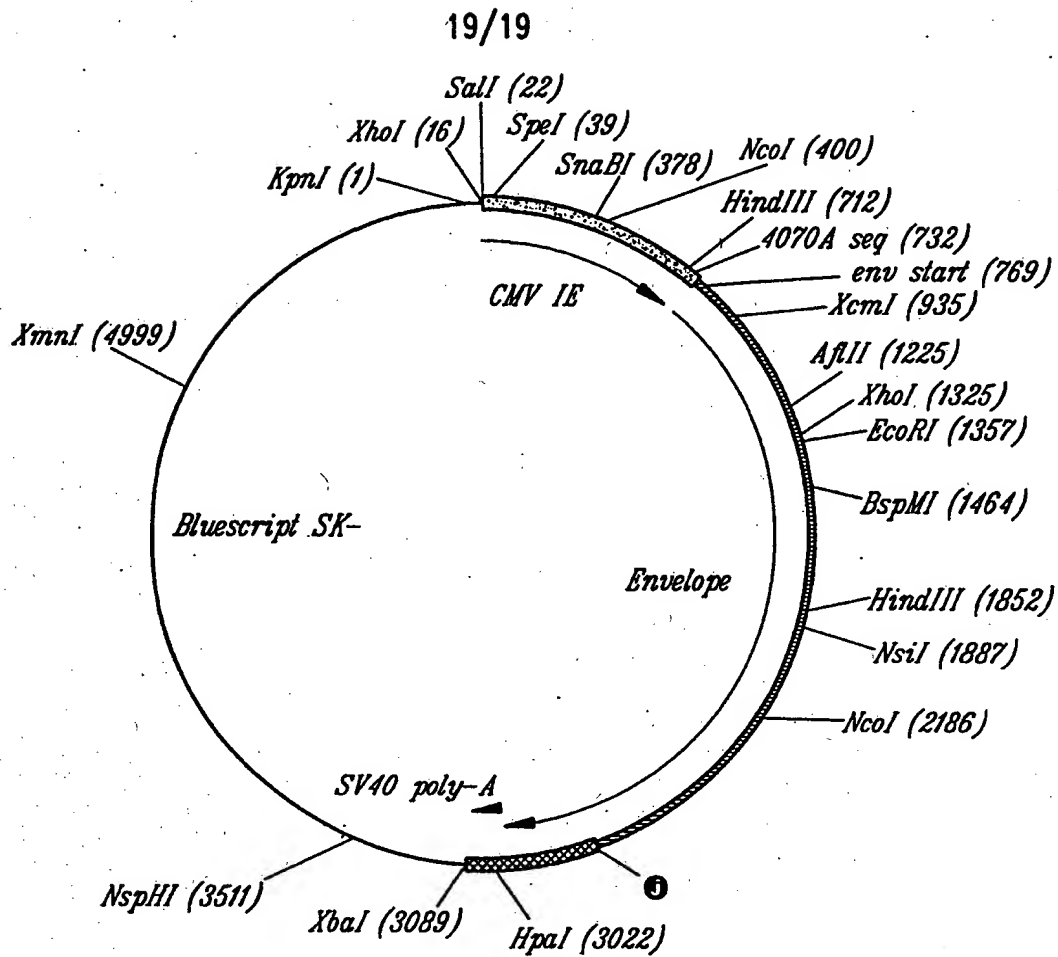 19/19
SalI (22)
XhoI (16)
SpeI (39)
KpnI (1)
SnaBI (378)
NcoI (400)
HindIII (712)
4070A seq (732)
env start (769)
CMV IE
XcmI (935)
XmnI (4999)
AflII (1225)
XhoI (1325)
EcoRI (1357)
BspMI (1464)
Bluescript SK-
Envelope
HindIII (1852)
NsiI (1887)
NcoI (2186)
SV40 poly-A
NspHI (3511)
XbaI (3089)
HpaI (3022)